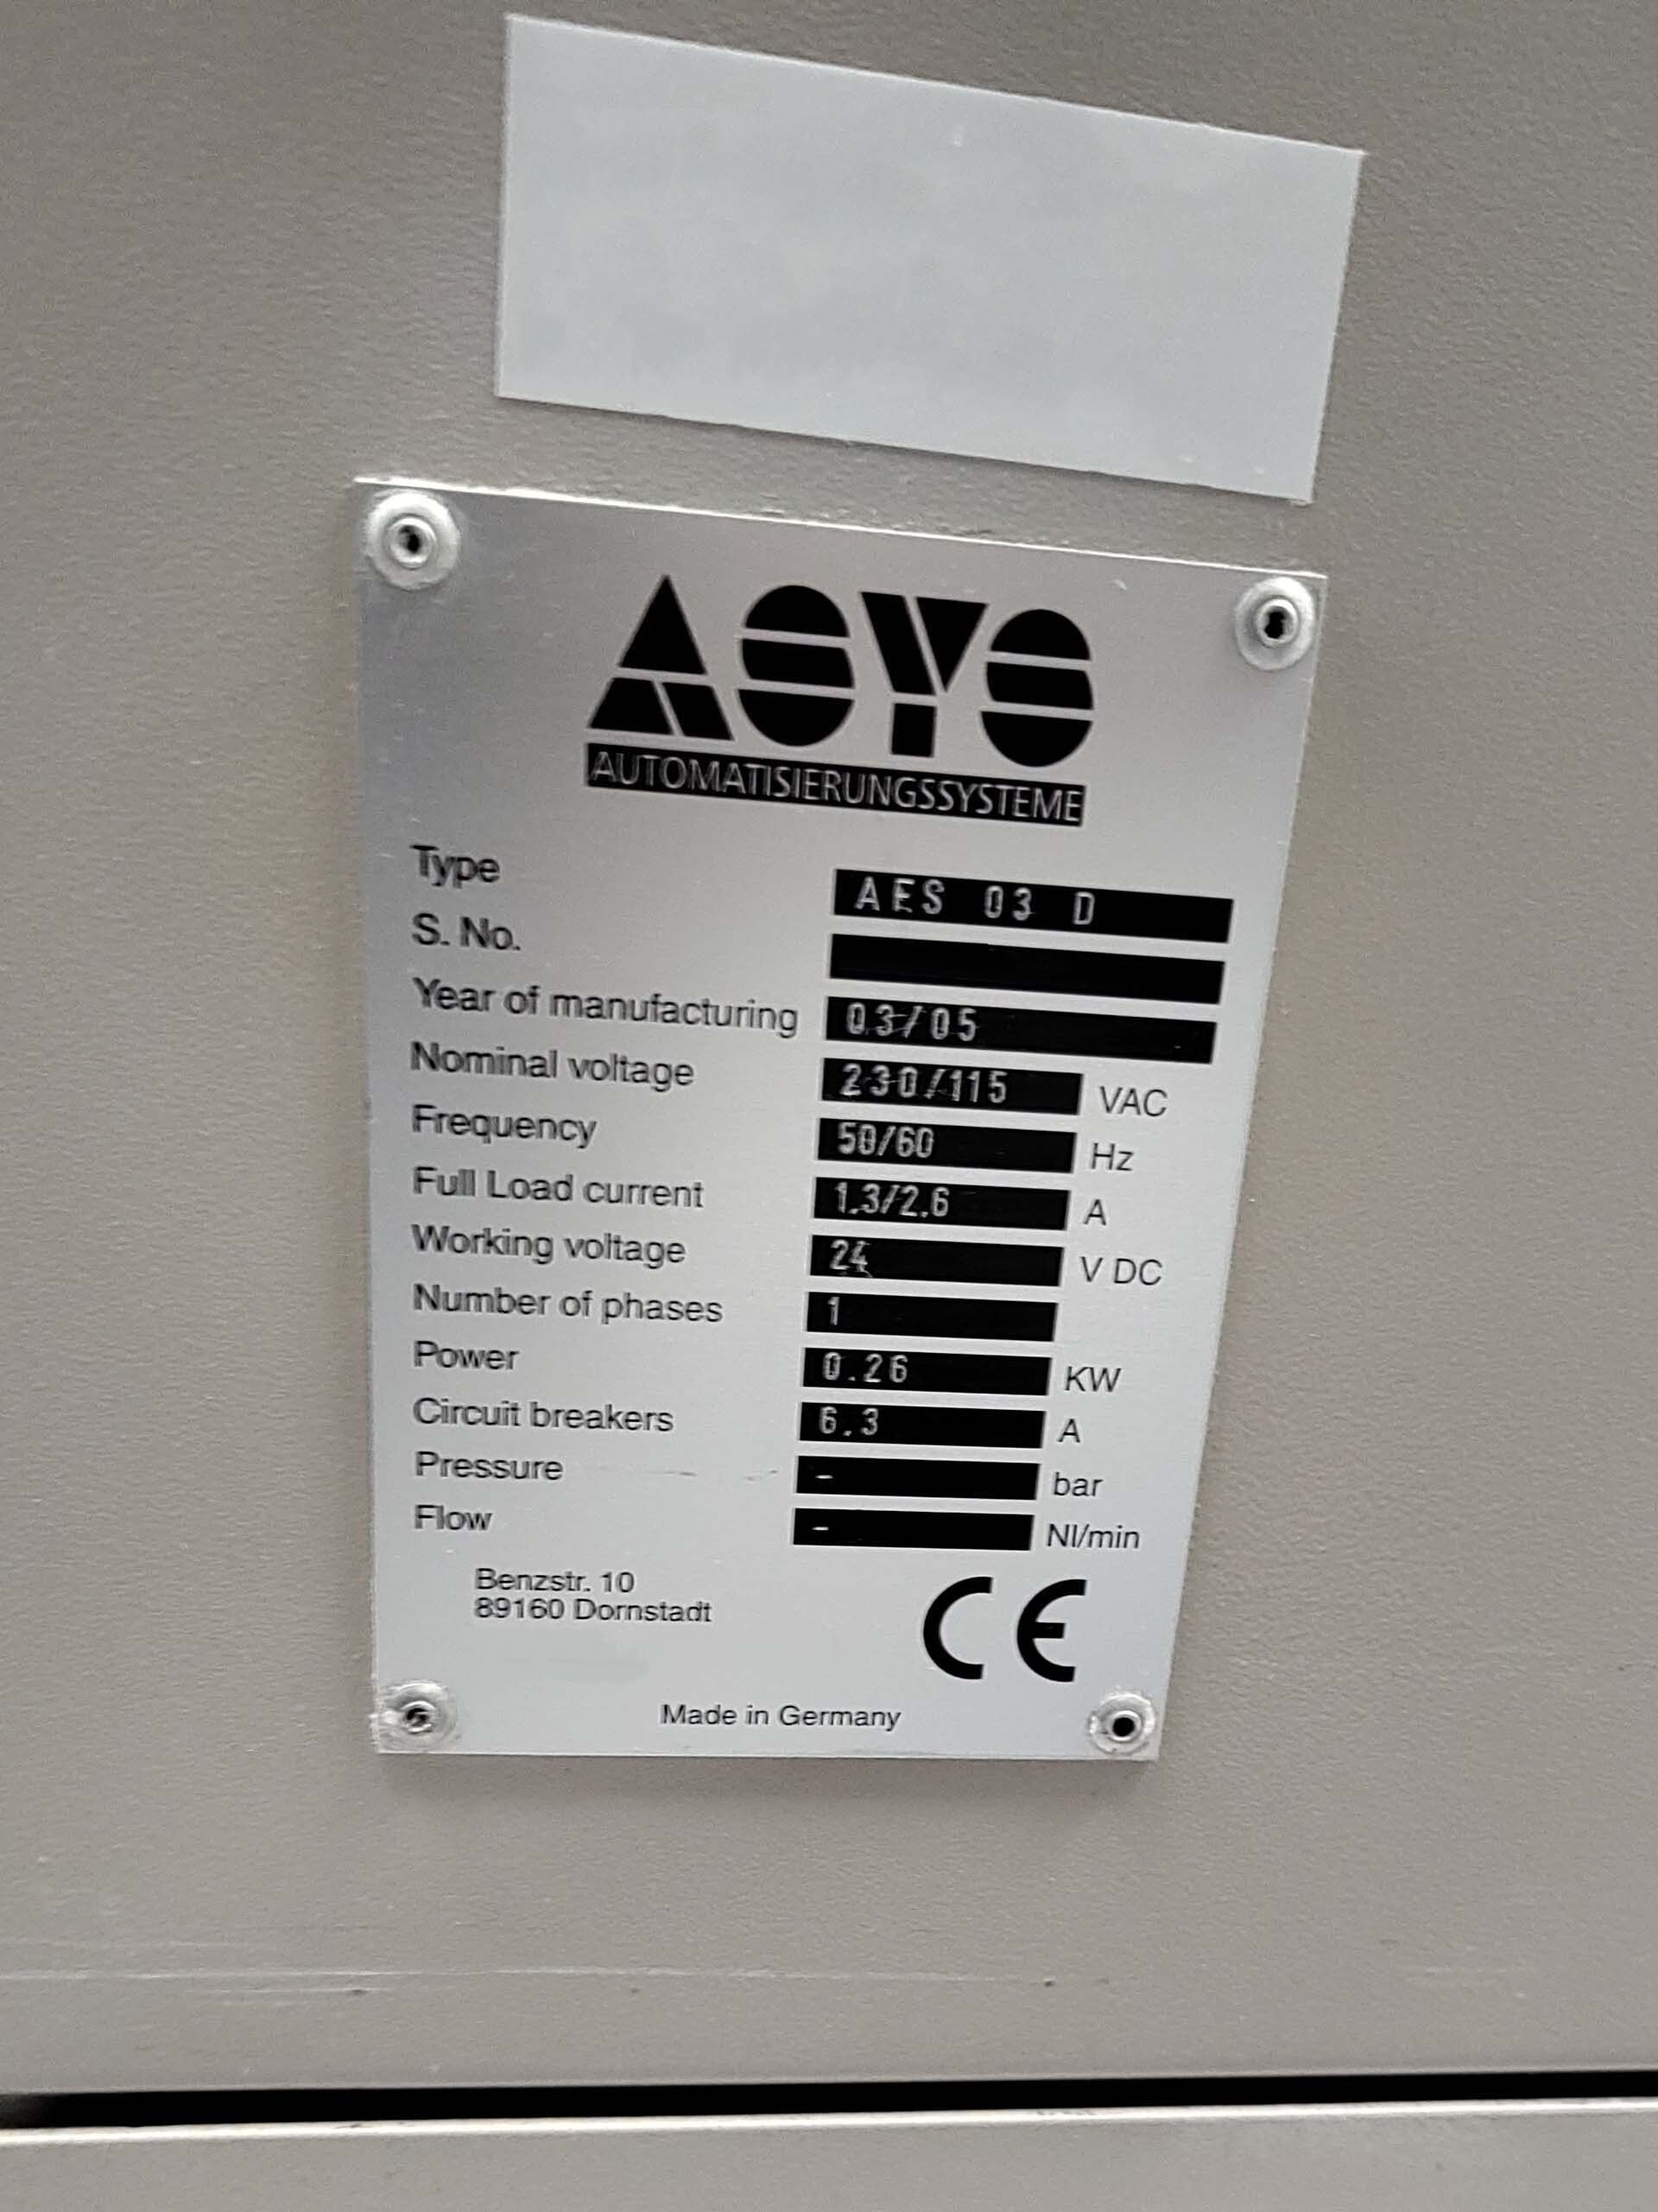 ASYS
AUTOMATISIERUNGSSYSTEME
Type AES 03 D
S. No.
Year of manufacturing 03/05
Nominal voltage 230/115 VAC
Frequency 50/60 Hz
Full Load current 1.3/2.6 A
Working voltage 24 V DC
Number of phases 1
Power 0.26 KW
Circuit breakers 6.3 A
Pressure - bar
Flow - Nl/min
Benzstr. 10
89160 Dornstadt
CE
Made in Germany